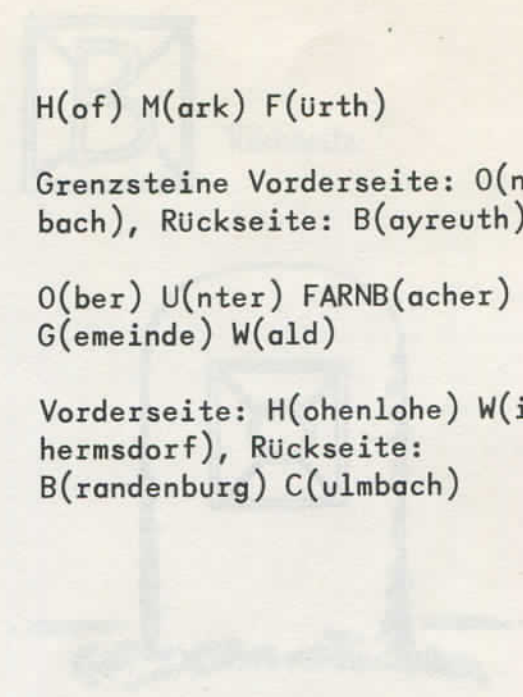 H(of) M(ark) F(ürth)
Grenzsteine Vorderseite: O(n
bach), Rückseite: B(ayreuth)
O(ber) U(nter) FARNB(acher)
G(emeinde) W(ald)
Vorderseite: H(ohenlohe) W(i
hermsdorf), Rückseite:
B(randenburg) C(ulmbach)